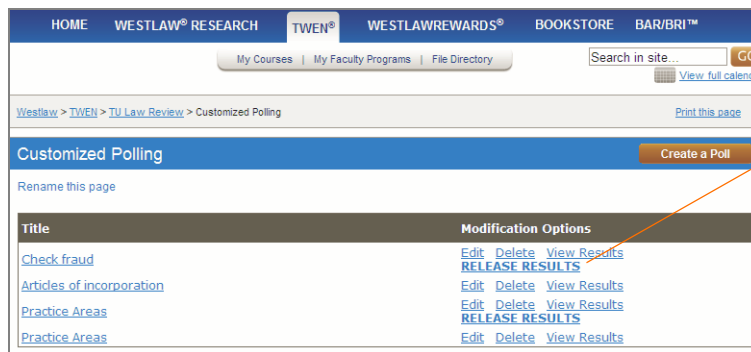 HOME WESTLAW® RESEARCH TWEN® WESTLAWREWARDS® BOOKSTORE BAR/BRI™
My Courses | My Faculty Programs | File Directory Search in site... GO
View full calend
Westlaw > TWEN > TU Law Review > Customized Polling Print this page
Customized Polling Create a Poll
Rename this page
Title Modification Options
Check fraud Edit Delete View Results
RELEASE RESULTS
Articles of incorporation Edit Delete View Results
Practice Areas Edit Delete View Results
RELEASE RESULTS
Practice Areas Edit Delete View Results